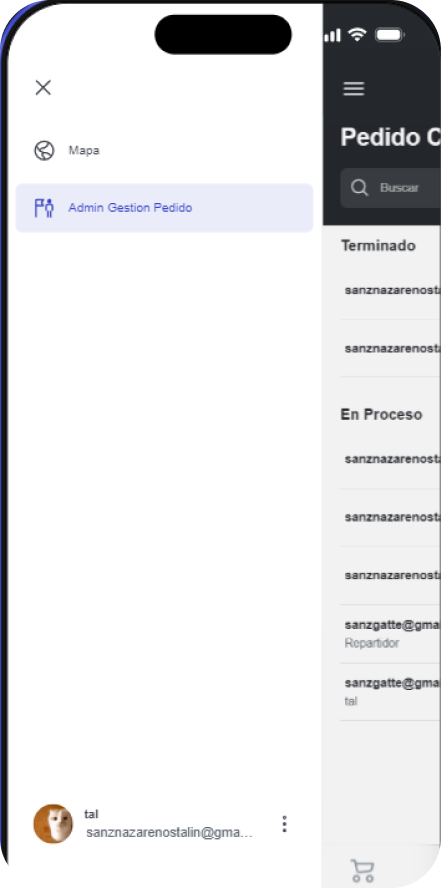 Mapa
Admin Gestion Pedido
tal
sanznazarenostalin@gma...
Pedido C
Buscar
Terminado
sanznazarenosta
sanznazarenosta
En Proceso
sanznazarenosta
sanznazarenosta
sanznazarenosta
sanzgatte@gma
Repartidor
sanzgatte@gma
tal